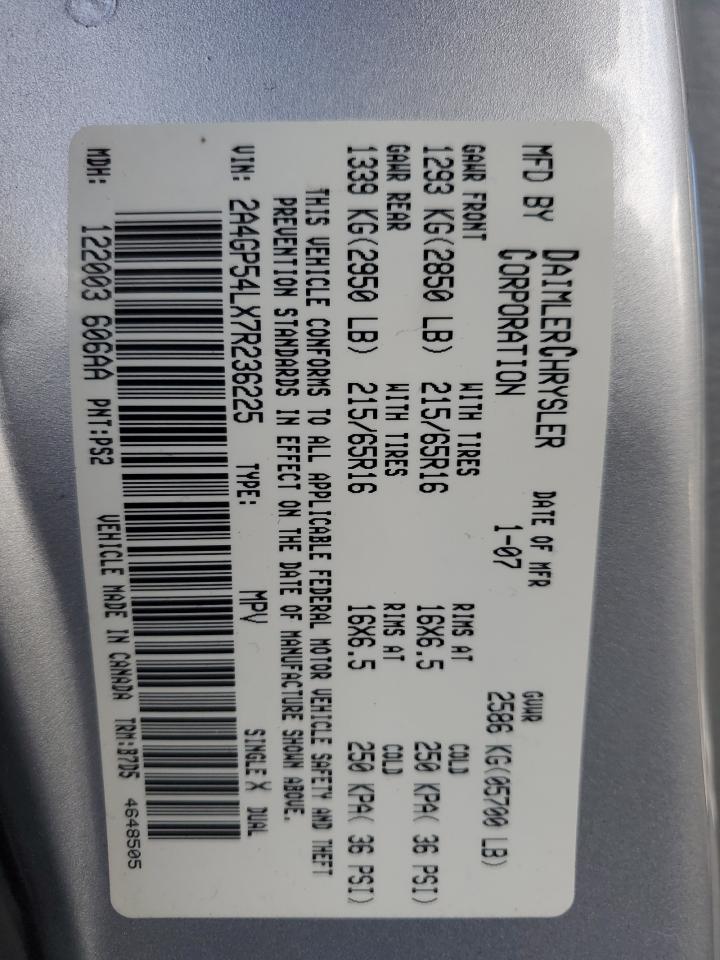 MFD BY DAIMLERCHRYSLER CORPORATION DATE OF MFR 1-07 GVWR 2586 KG(05700 LB)
GAWR FRONT WITH TIRES RIMS AT COLD
1293 KG(2850 LB) 215/65R16 16X6.5 250 KPA( 36 PSI)
GAWR REAR WITH TIRES RIMS AT COLD
1339 KG(2950 LB) 215/65R16 16X6.5 250 KPA( 36 PSI)
THIS VEHICLE CONFORMS TO ALL APPLICABLE FEDERAL MOTOR VEHICLE SAFETY AND THEFT
PREVENTION STANDARDS IN EFFECT ON THE DATE OF MANUFACTURE SHOWN ABOVE.
VIN: 2A4GP54LX7R236225 TYPE: MPV SINGLE X DUAL
MDH: 122003 606AA PNT:PS2 VEHICLE MADE IN CANADA TRM:B7D5 4648505